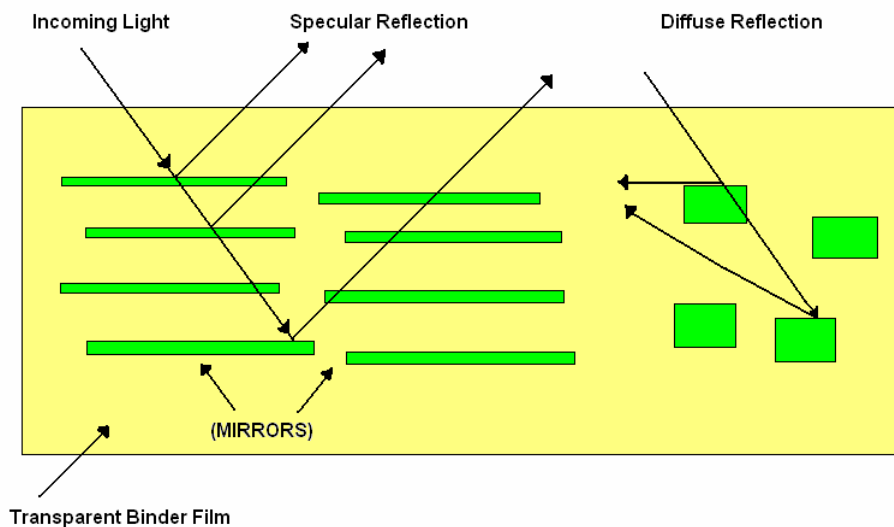 Incoming Light
Specular Reflection
Diffuse Reflection
(MIRRORS)
Transparent Binder Film